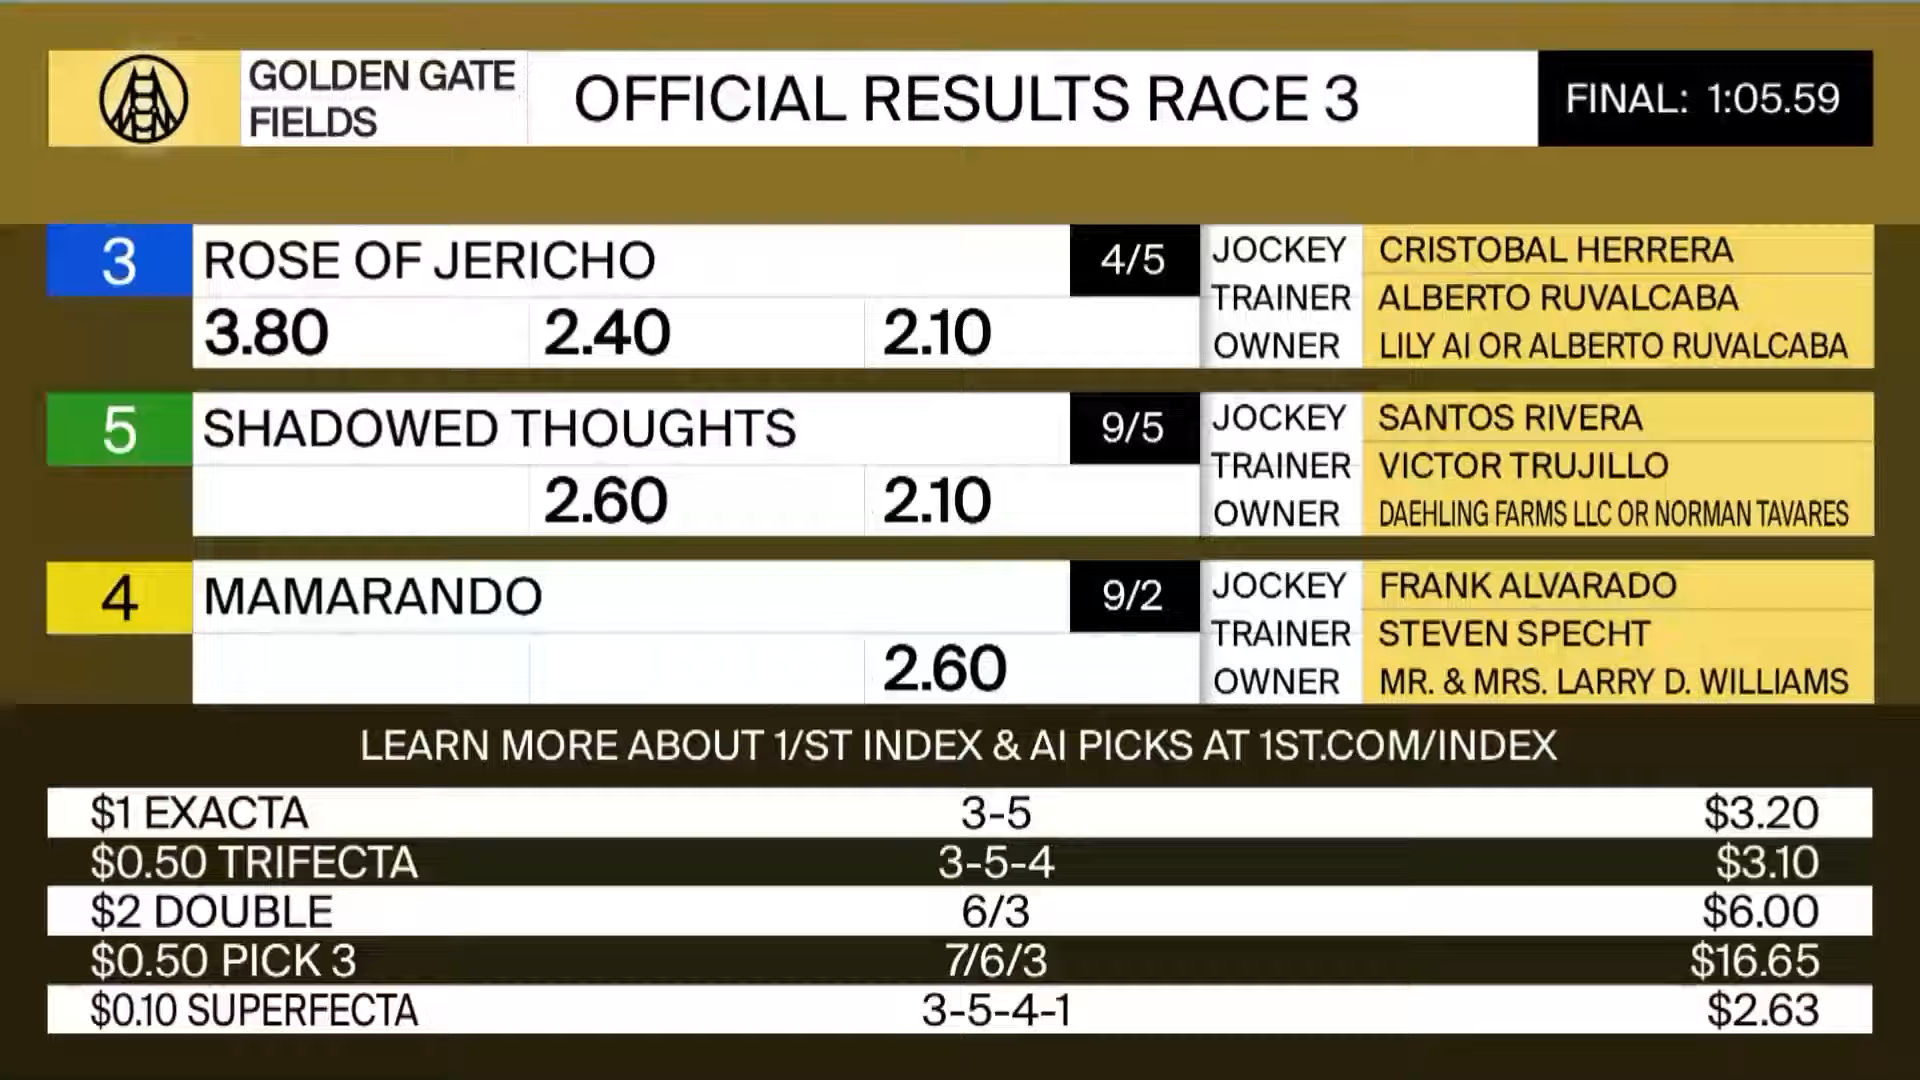 GOLDEN GATE
FIELDS
OFFICIAL RESULTS RACE 3
FINAL: 1:05.59
3 ROSE OF JERICHO 4/5
3.80 2.40 2.10
JOCKEY CRISTOBAL HERRERA
TRAINER ALBERTO RUVALCABA
OWNER LILY AI OR ALBERTO RUVALCABA
5 SHADOWED THOUGHTS 9/5
2.60 2.10
JOCKEY SANTOS RIVERA
TRAINER VICTOR TRUJILLO
OWNER DAEHLING FARMS LLC OR NORMAN TAVARES
4 MAMARANDO 9/2
2.60
JOCKEY FRANK ALVARADO
TRAINER STEVEN SPECHT
OWNER MR. & MRS. LARRY D. WILLIAMS
LEARN MORE ABOUT 1/ST INDEX & AI PICKS AT 1ST.COM/INDEX
$1 EXACTA 3-5 $3.20
$0.50 TRIFECTA 3-5-4 $3.10
$2 DOUBLE 6/3 $6.00
$0.50 PICK 3 7/6/3 $16.65
$0.10 SUPERFECTA 3-5-4-1 $2.63